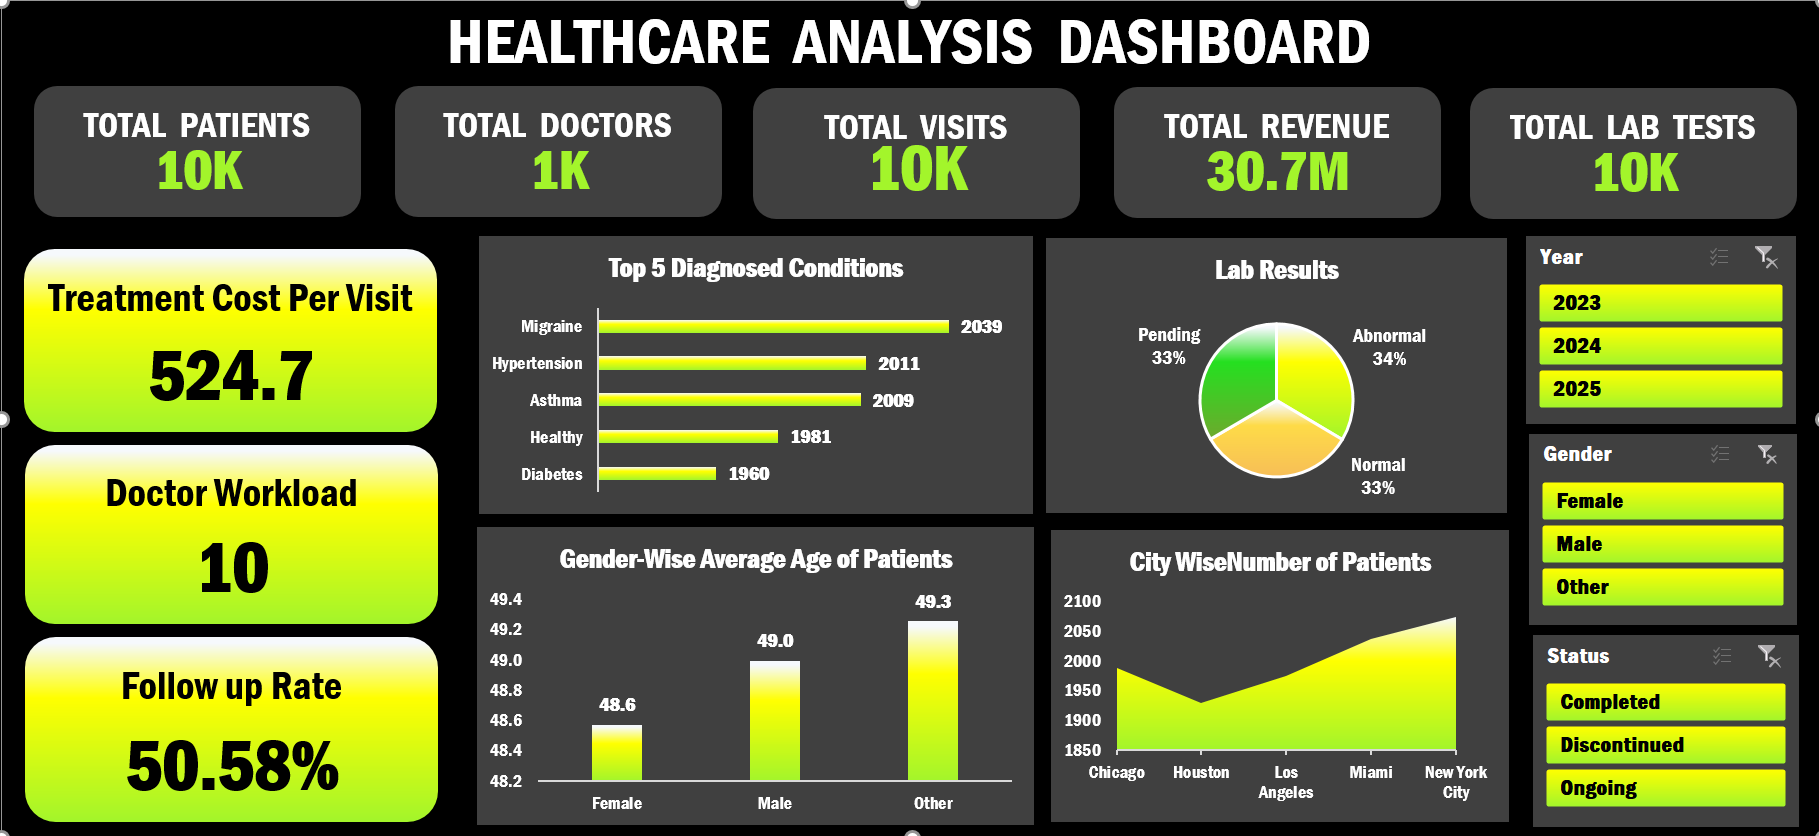 HEALTHCARE ANALYSIS DASHBOARD
TOTAL PATIENTS
10K
TOTAL DOCTORS
1K
TOTAL VISITS
10K
TOTAL REVENUE
30.7M
TOTAL LAB TESTS
10K
Treatment Cost Per Visit
524.7
Doctor Workload
10
Follow up Rate
50.58%
Top 5 Diagnosed Conditions
Migraine 2039
Hypertension 2011
Asthma 2009
Healthy 1981
Diabetes 1960
Lab Results
Pending
33%
Abnormal
34%
Normal
33%
Gender-Wise Average Age of Patients
49.4
49.2
49.0
48.8
48.6
48.4
48.2
48.6
49.0
49.3
Female
Male
Other
City WiseNumber of Patients
2100
2050
2000
1950
1900
1850
Chicago
Houston
Los
Angeles
Miami
New York
City
Year
2023
2024
2025
Gender
Female
Male
Other
Status
Completed
Discontinued
Ongoing